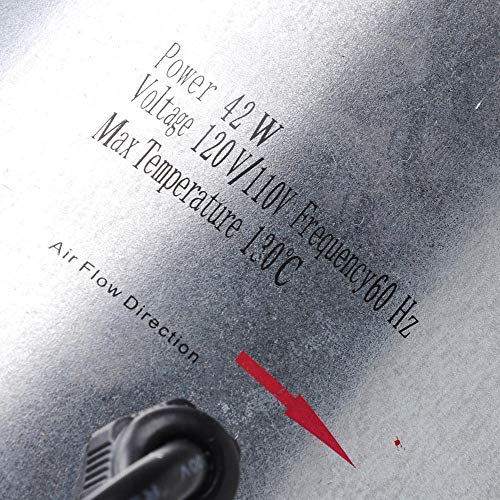 Power 42 W
Voltage 120V/110V Frequency60 Hz
Max Temperature 130℃
Air Flow Direction